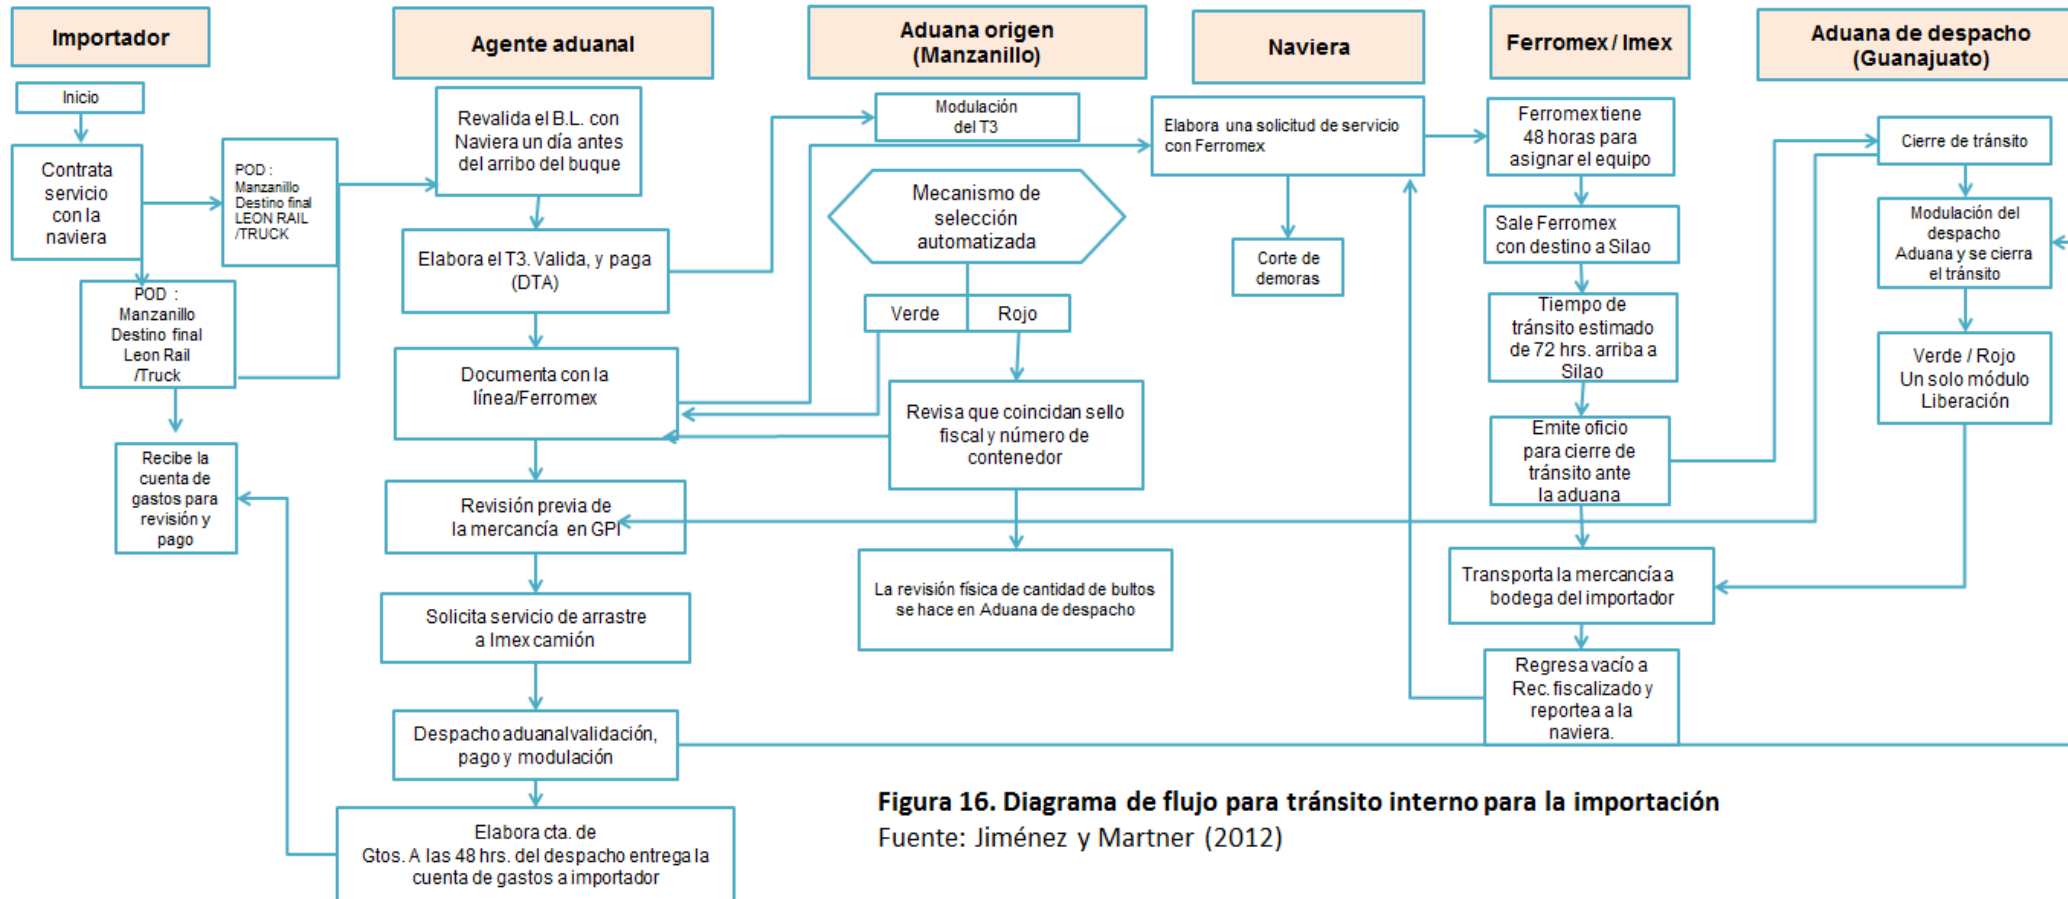 Importador
Inicio
Contrata
servicio
con la
naviera
POD :
Manzanillo
Destino final
LEON RAIL
/TRUCK
POD :
Manzanillo
Destino final
Leon Rail
/Truck
Recibe la
cuenta de
gastos para
revisión y
pago
Agente aduanal
Revalida el B.L. con
Naviera un día antes
del arribo del buque
Elabora el T3. Valida, y paga
(DTA)
Documenta con la
línea/Ferromex
Revisión previa de
la mercancía en GPI
Solicita servicio de arrastre
a Imex camión
Despacho aduanal validación,
pago y modulación
Elabora cta. de
Gtos. A las 48 hrs. del despacho entrega la
cuenta de gastos a importador
Aduana origen
(Manzanillo)
Modulación
del T3
Mecanismo de
selección
automatizada
Verde
Rojo
Revisa que coincidan sello
fiscal y número de
contenedor
La revisión física de cantidad de bultos
se hace en Aduana de despacho
Naviera
Elabora una solicitud de servicio
con Ferromex
Corte de
demoras
Ferromex / Imex
Ferromex tiene
48 horas para
asignar el equipo
Sale Ferromex
con destino a Silao
Tiempo de
tránsito estimado
de 72 hrs. arriba a
Silao
Emite oficio
para cierre de
tránsito ante
la aduana
Transporta la mercancía a
bodega del importador
Regresa vacío a
Rec. fiscalizado y
reporte a a la
naviera.
Aduana de despacho
(Guanajuato)
Cierre de tránsito
Modulación del
despacho
Aduana y se cierra
el tránsito
Verde / Rojo
Un solo módulo
Liberación
Figura 16. Diagrama de flujo para tránsito interno para la importación
Fuente: Jiménez y Martner (2012)